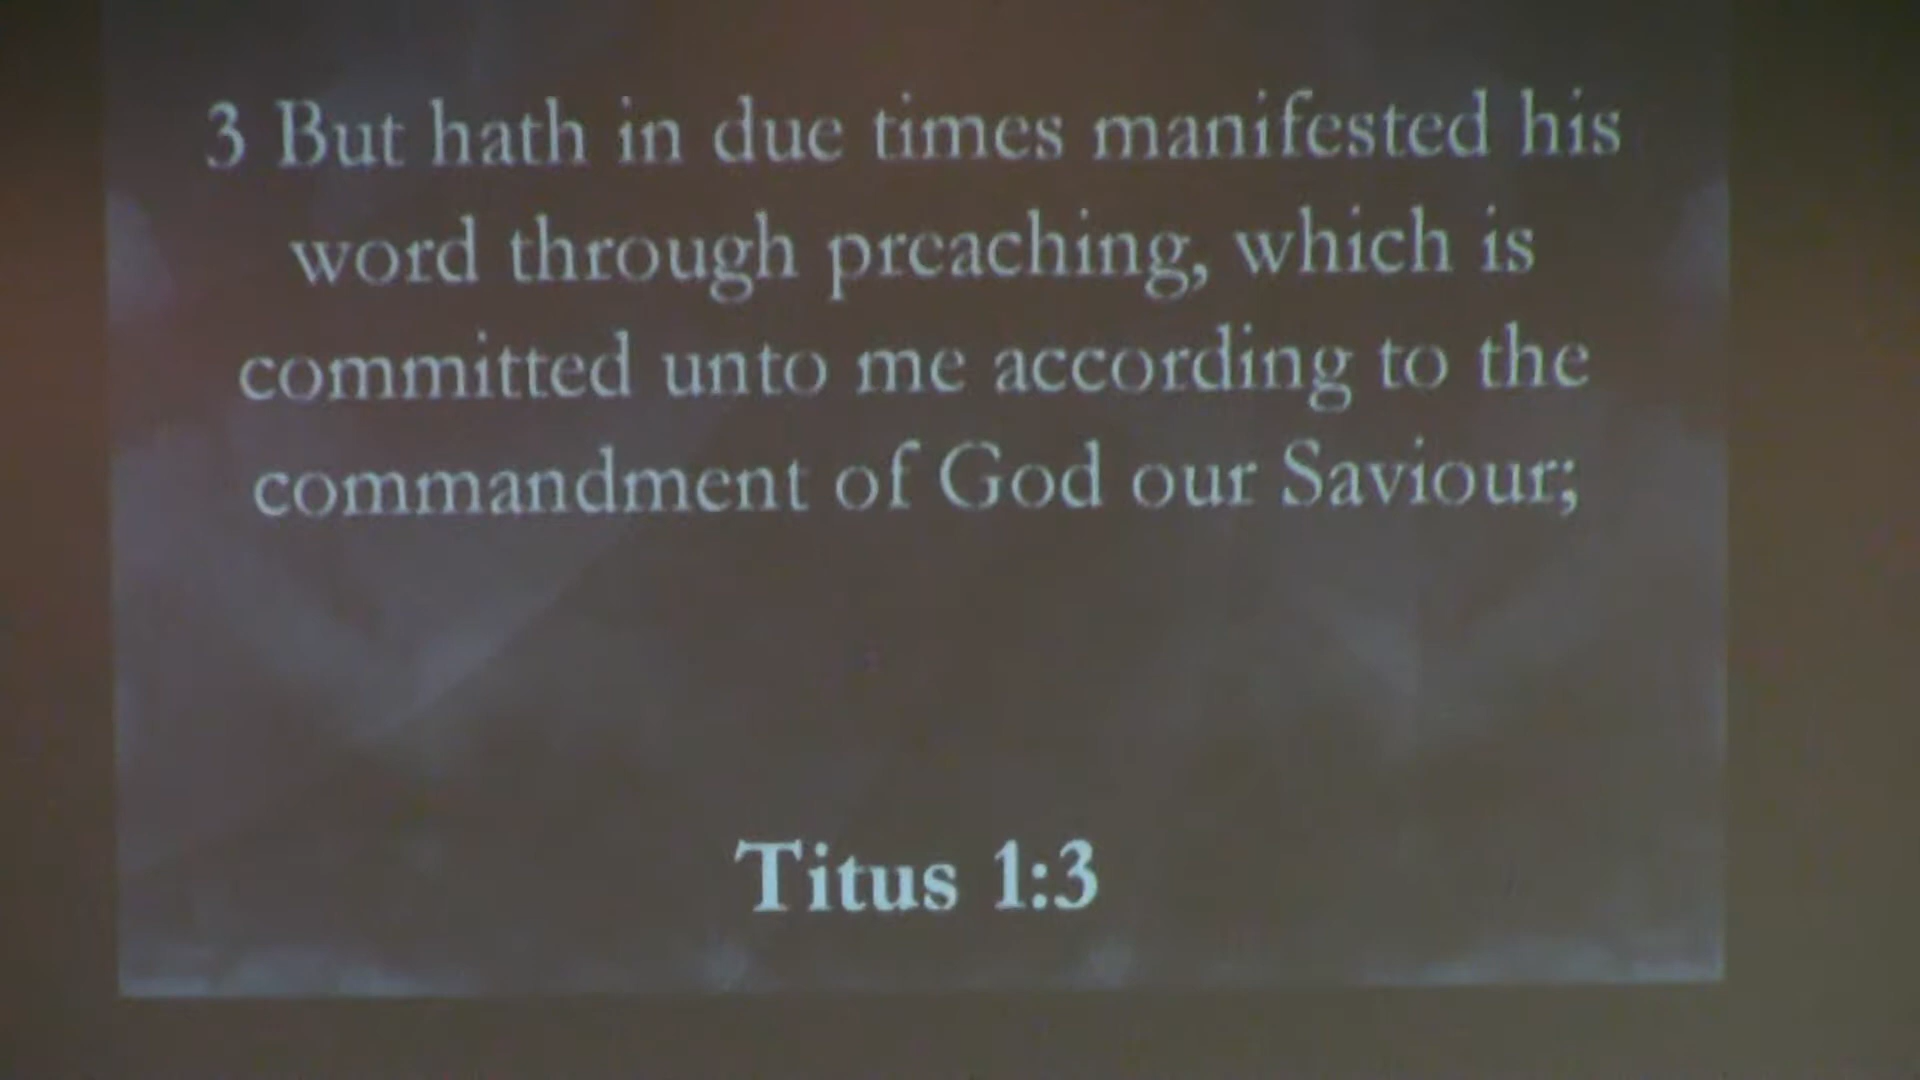 3 But hath in due times manifested his
word through preaching, which is
committed unto me according to the
commandment of God our Saviour;
Titus 1:3